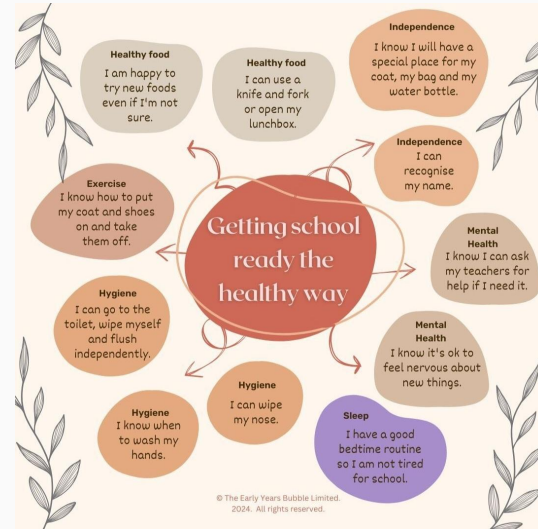 Healthy food
I am happy to
try new foods
even if I'm not
sure.
Healthy food
I can use a
knife and fork
or open my
lunchbox.
Independence
I know I will have a
special place for my
coat, my bag and my
water bottle.
Independence
I can
recognise
my name.
Exercise
I know how to put
my coat and shoes
on and take
them off.
Getting school
ready the
healthy way
Mental
Health
I know I can ask
my teachers for
help if I need it.
Hygiene
I can go to the
toilet, wipe myself
and flush
independently.
Mental
Health
I know it's ok to
feel nervous about
new things.
Hygiene
I know when
to wash my
hands.
Hygiene
I can wipe
my nose.
Sleep
I have a good
bedtime routine
so I am not tired
for school.
© The Early Years Bubble Limited.
2024. All rights reserved.